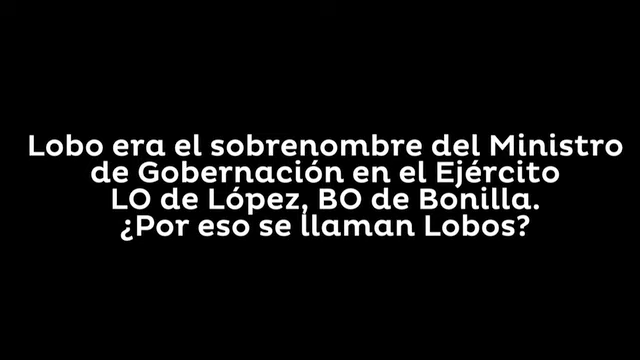 Lobo era el sobrenombre del Ministro
de Gobernación en el Ejército
LO de López, BO de Bonilla.
¿Por eso se llaman Lobos?